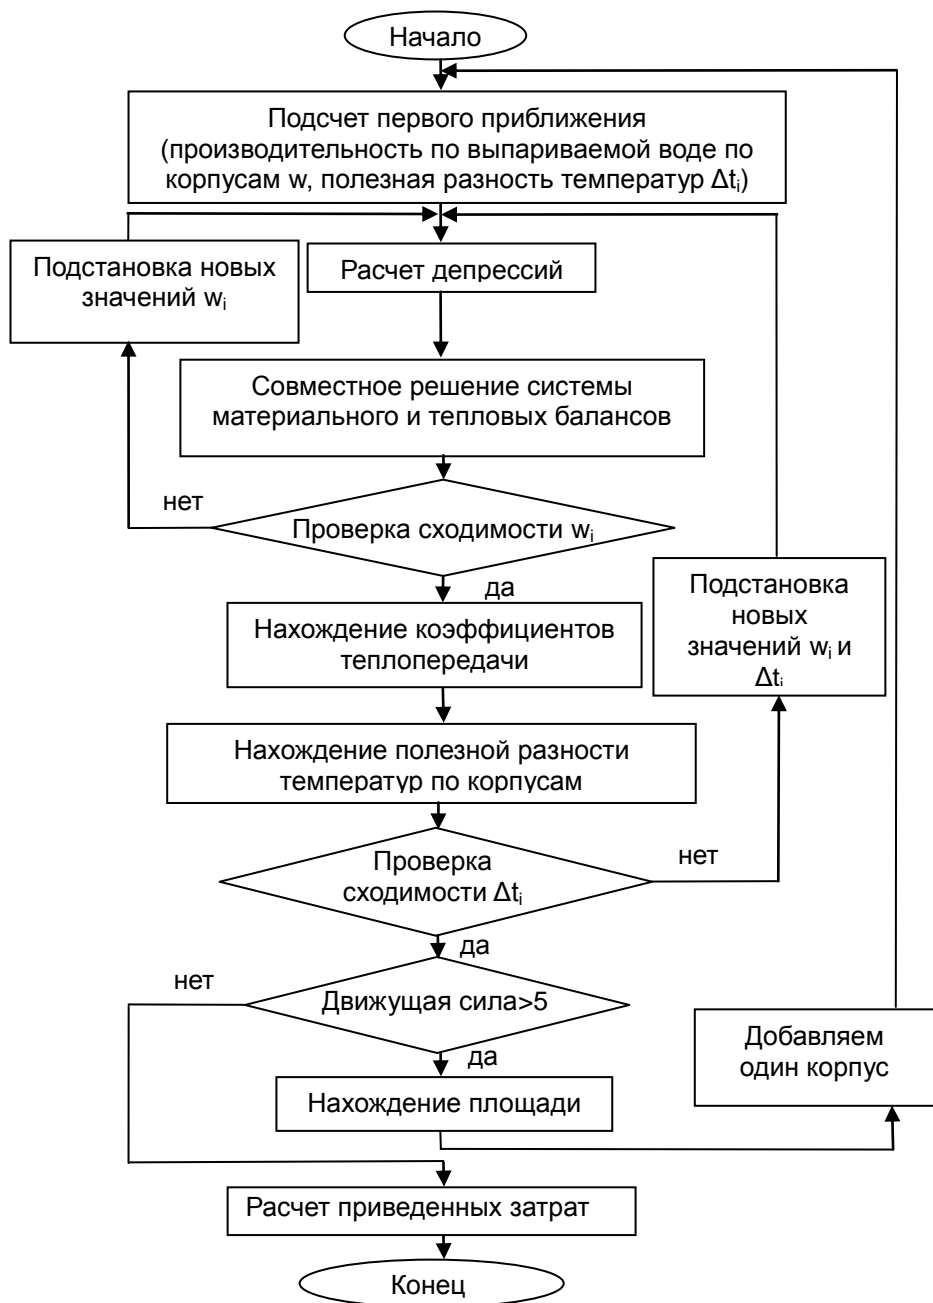 Начало
Подсчет первого приближения
(производительность по выпариваемой воде по
корпусам w, полезная разность температур Δtᵢ)
Подстановка новых
значений wᵢ
Расчет депрессий
Совместное решение системы
материального и тепловых балансов
нет
Проверка сходимости wᵢ
да
Нахождение коэффициентов
теплопередачи
Подстановка
новых
значений wᵢ и
Δtᵢ
Нахождение полезной разности
температур по корпусам
Проверка
сходимости Δtᵢ
нет
да
нет
Движущая сила>5
да
Добавляем
один корпус
Нахождение площади
Расчет приведенных затрат
Конец